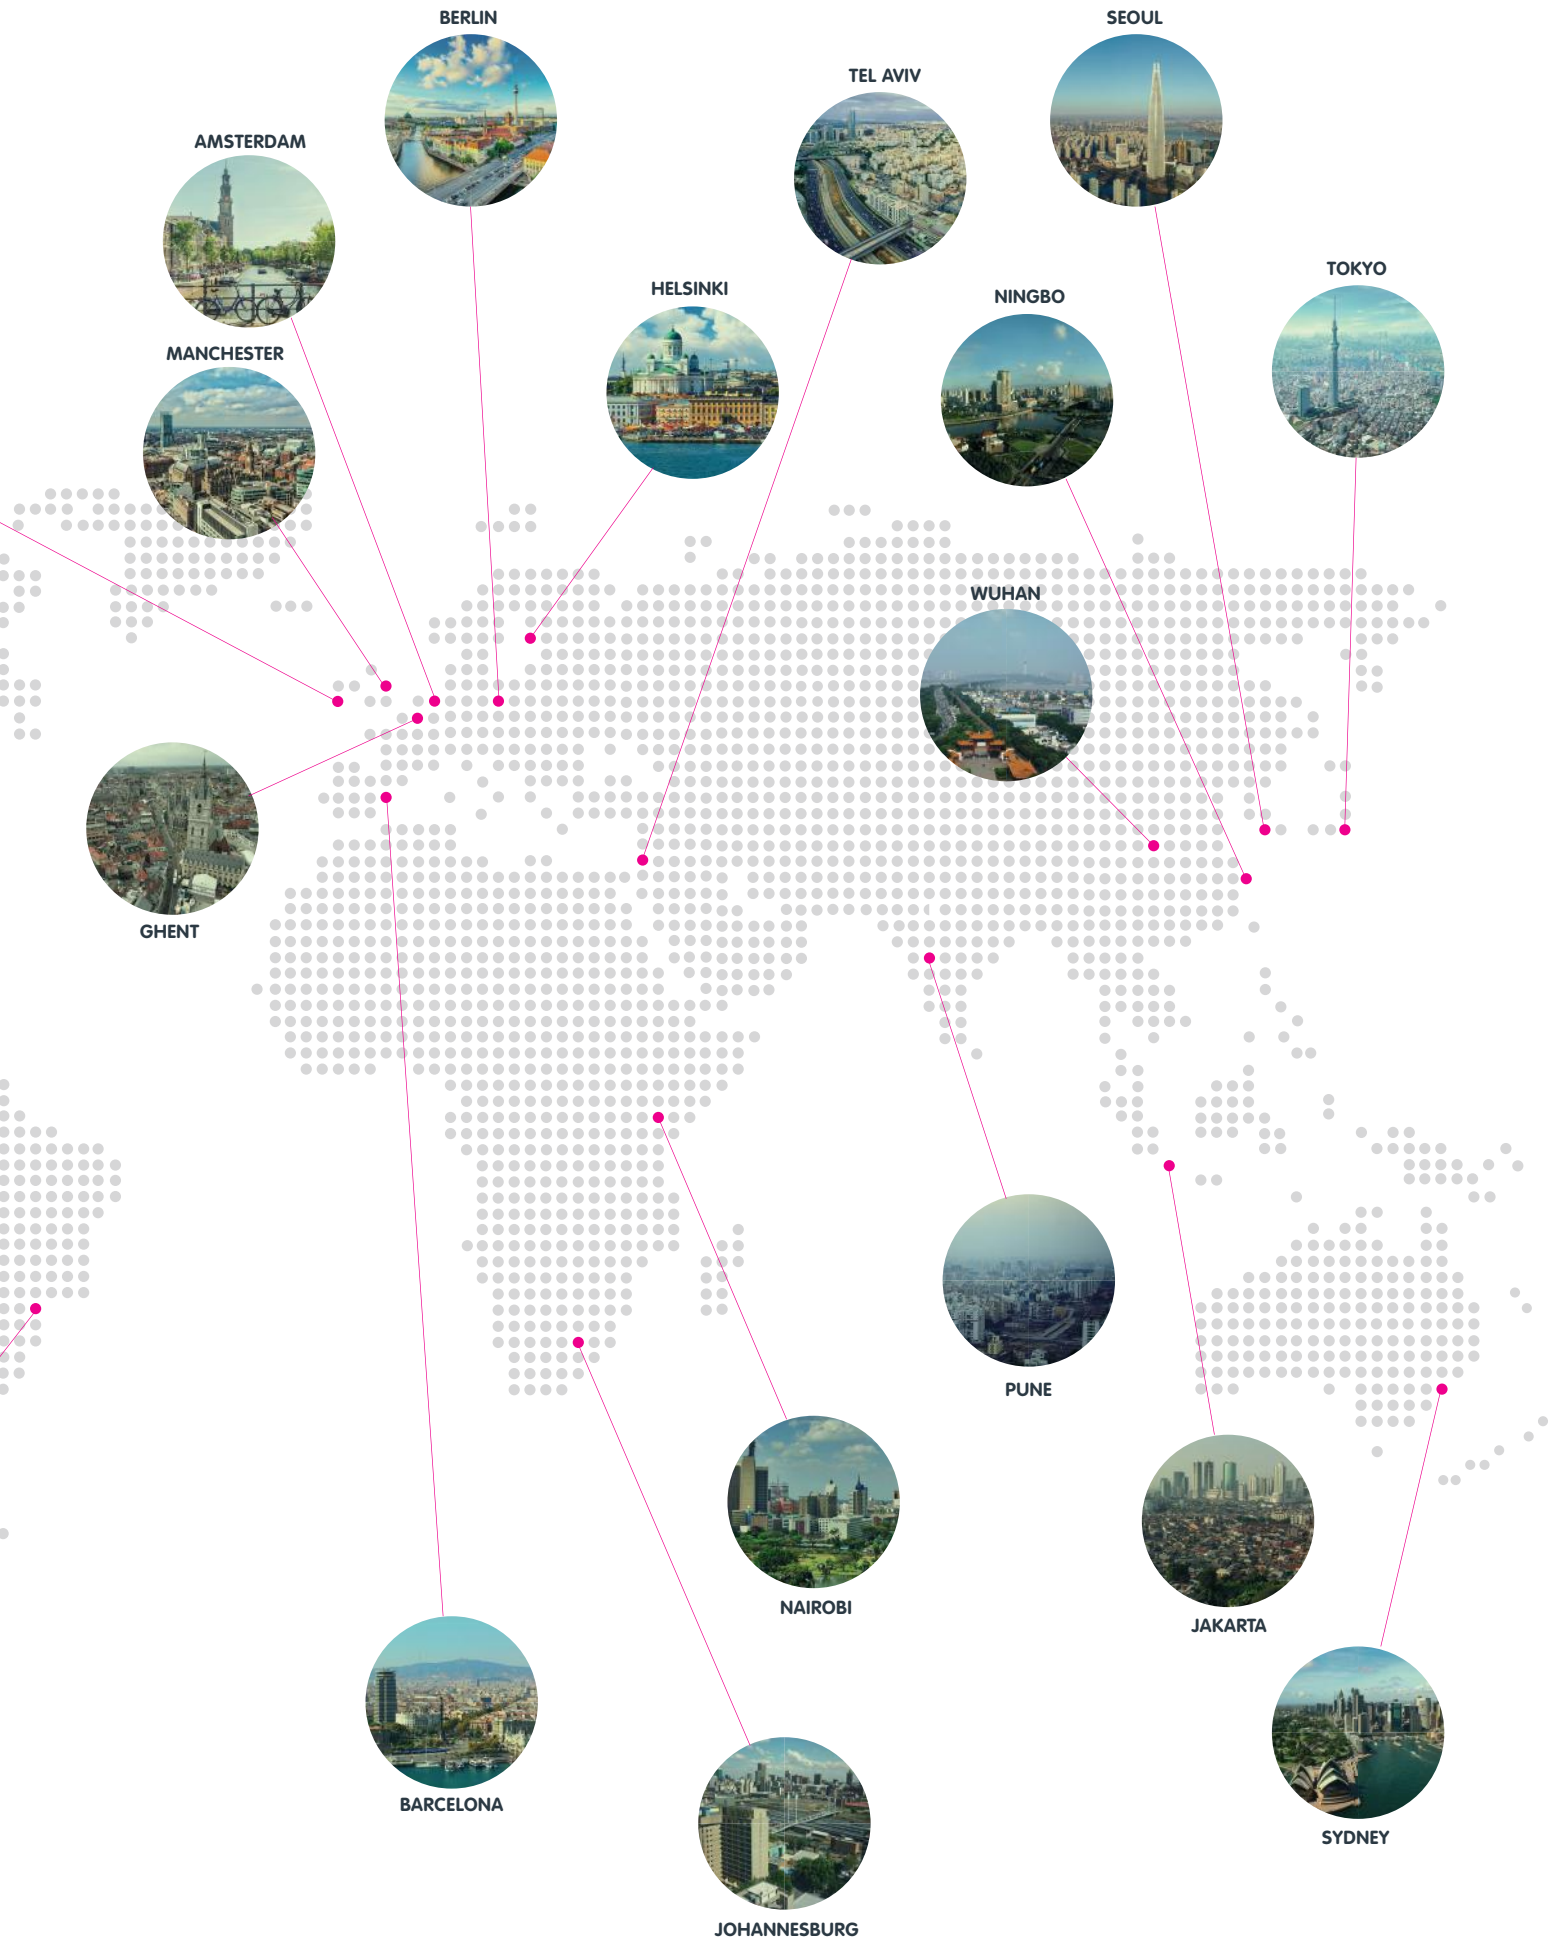 BERLIN
SEOUL
TEL AVIV
AMSTERDAM
TOKYO
HELSINKI
NINGBO
MANCHESTER
WUHAN
GHENT
PUNE
NAIROBI
JAKARTA
BARCELONA
SYDNEY
JOHANNESBURG